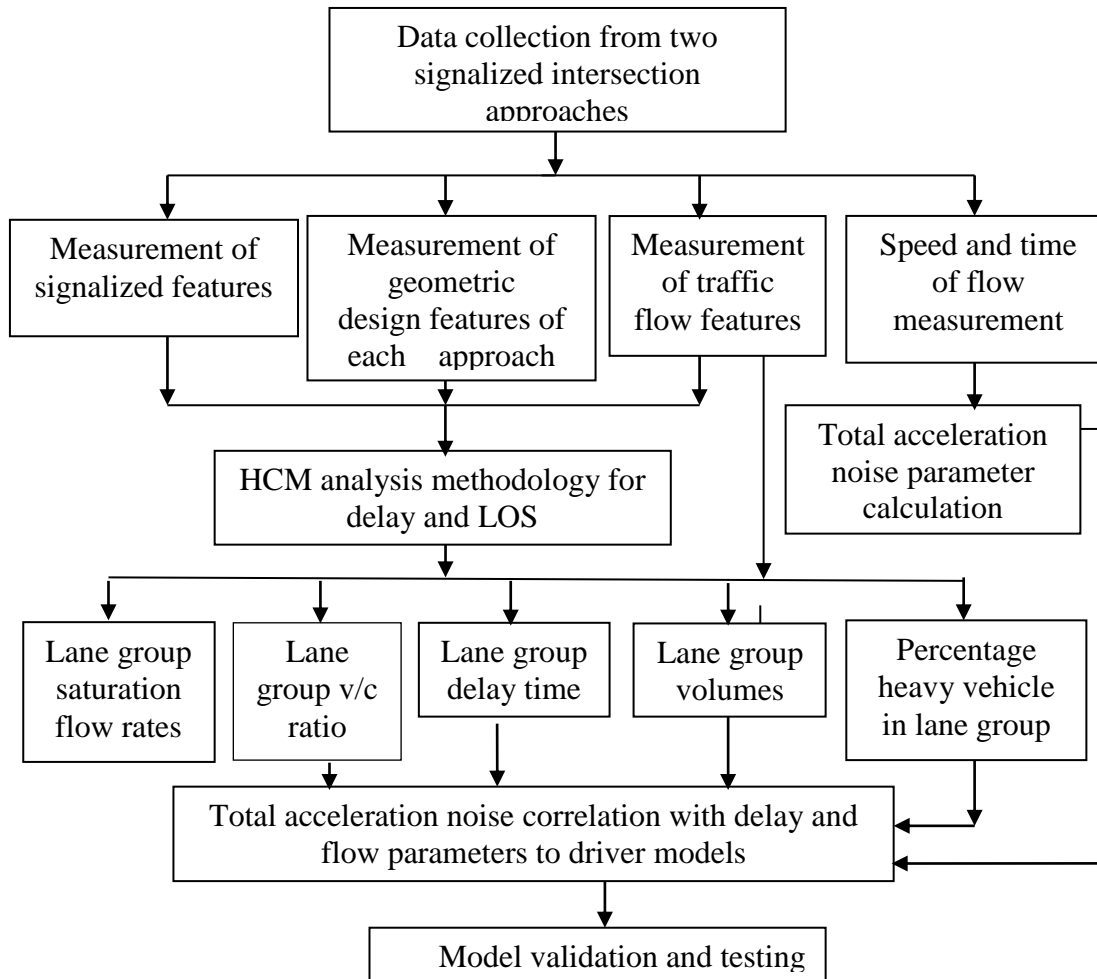 Data collection from two
signalized intersection
approaches
Measurement of
signalized features
Measurement of
geometric
design features of
each approach
Measurement
of traffic
flow features
Speed and time
of flow
measurement
Total acceleration
noise parameter
calculation
HCM analysis methodology for
delay and LOS
Lane group
saturation
flow rates
Lane
group v/c
ratio
Lane group
delay time
Lane group
volumes
Percentage
heavy vehicle
in lane group
Total acceleration noise correlation with delay and
flow parameters to driver models
Model validation and testing